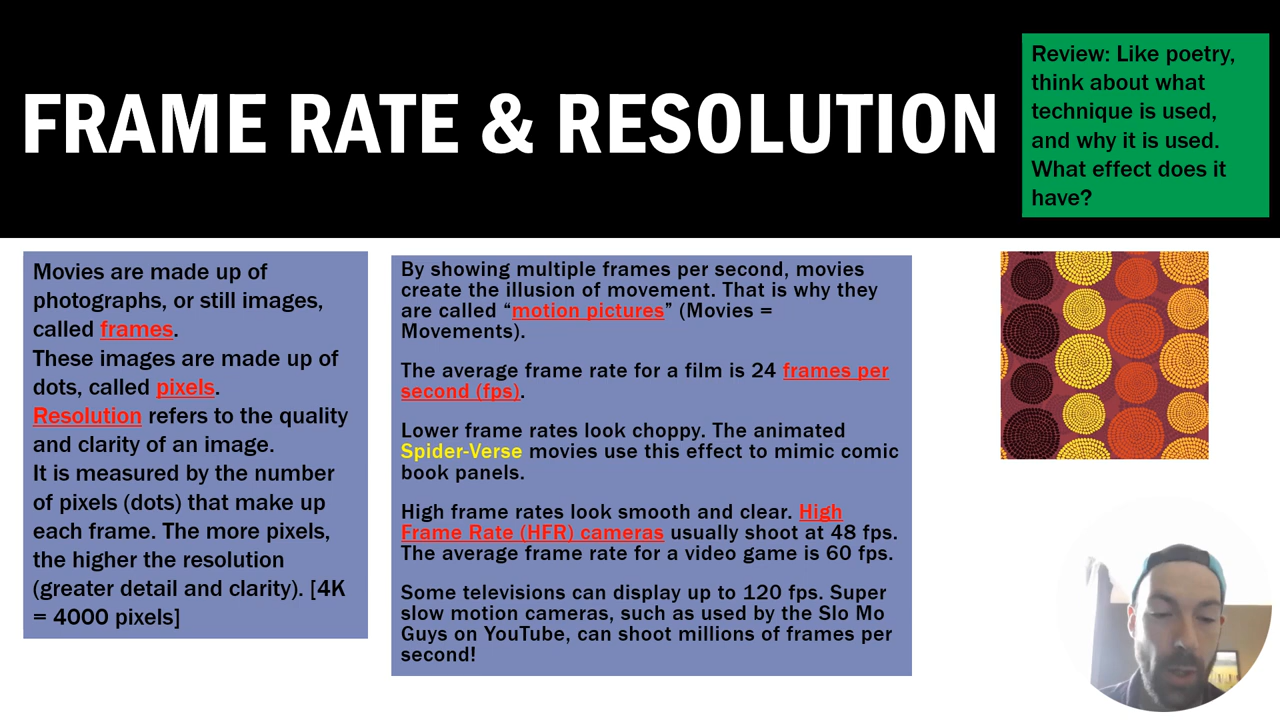 FRAME RATE & RESOLUTION
Review: Like poetry,
think about what
technique is used,
and why it is used.
What effect does it
have?
Movies are made up of
photographs, or still images,
called frames.
These images are made up of
dots, called pixels.
Resolution refers to the quality
and clarity of an image.
It is measured by the number
of pixels (dots) that make up
each frame. The more pixels,
the higher the resolution
(greater detail and clarity). [4K
= 4000 pixels]
By showing multiple frames per second, movies
create the illusion of movement. That is why they
are called “motion pictures” (Movies =
Movements).
The average frame rate for a film is 24 frames per
second (fps).
Lower frame rates look choppy. The animated
Spider-Verse movies use this effect to mimic comic
book panels.
High frame rates look smooth and clear. High
Frame Rate (HFR) cameras usually shoot at 48 fps.
The average frame rate for a video game is 60 fps.
Some televisions can display up to 120 fps. Super
slow motion cameras, such as used by the Slo Mo
Guys on YouTube, can shoot millions of frames per
second!